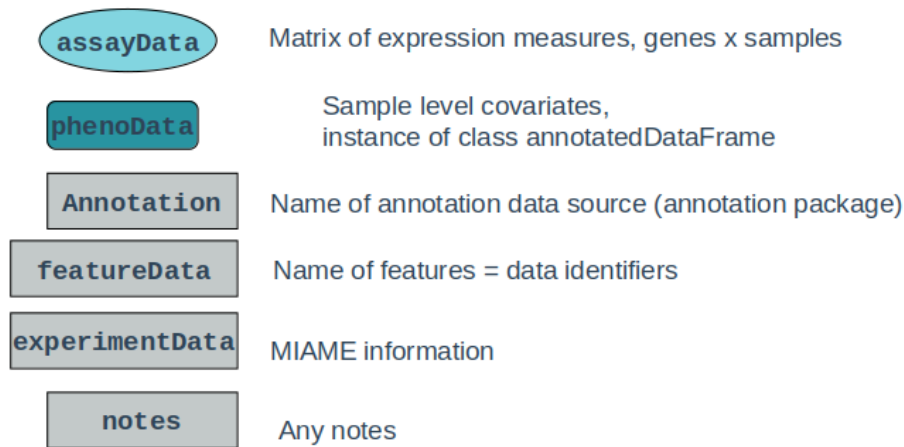 assayData Matrix of expression measures, genes x samples
phenoData Sample level covariates,
instance of class annotatedDataFrame
Annotation Name of annotation data source (annotation package)
featureData Name of features = data identifiers
experimentData MIAME information
notes Any notes